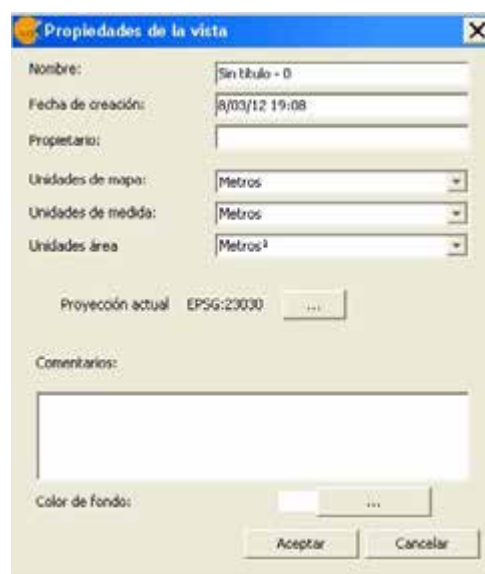 Propiedades de la vista
Nombre: Sin título - 0
Fecha de creación: 8/03/12 19:08
Propietario:
Unidades de mapa: Metros
Unidades de medida: Metros
Unidades área Metros²
Proyección actual EPSG:23030 ...
Comentarios:
Color de fondo: ...
Aceptar Cancelar